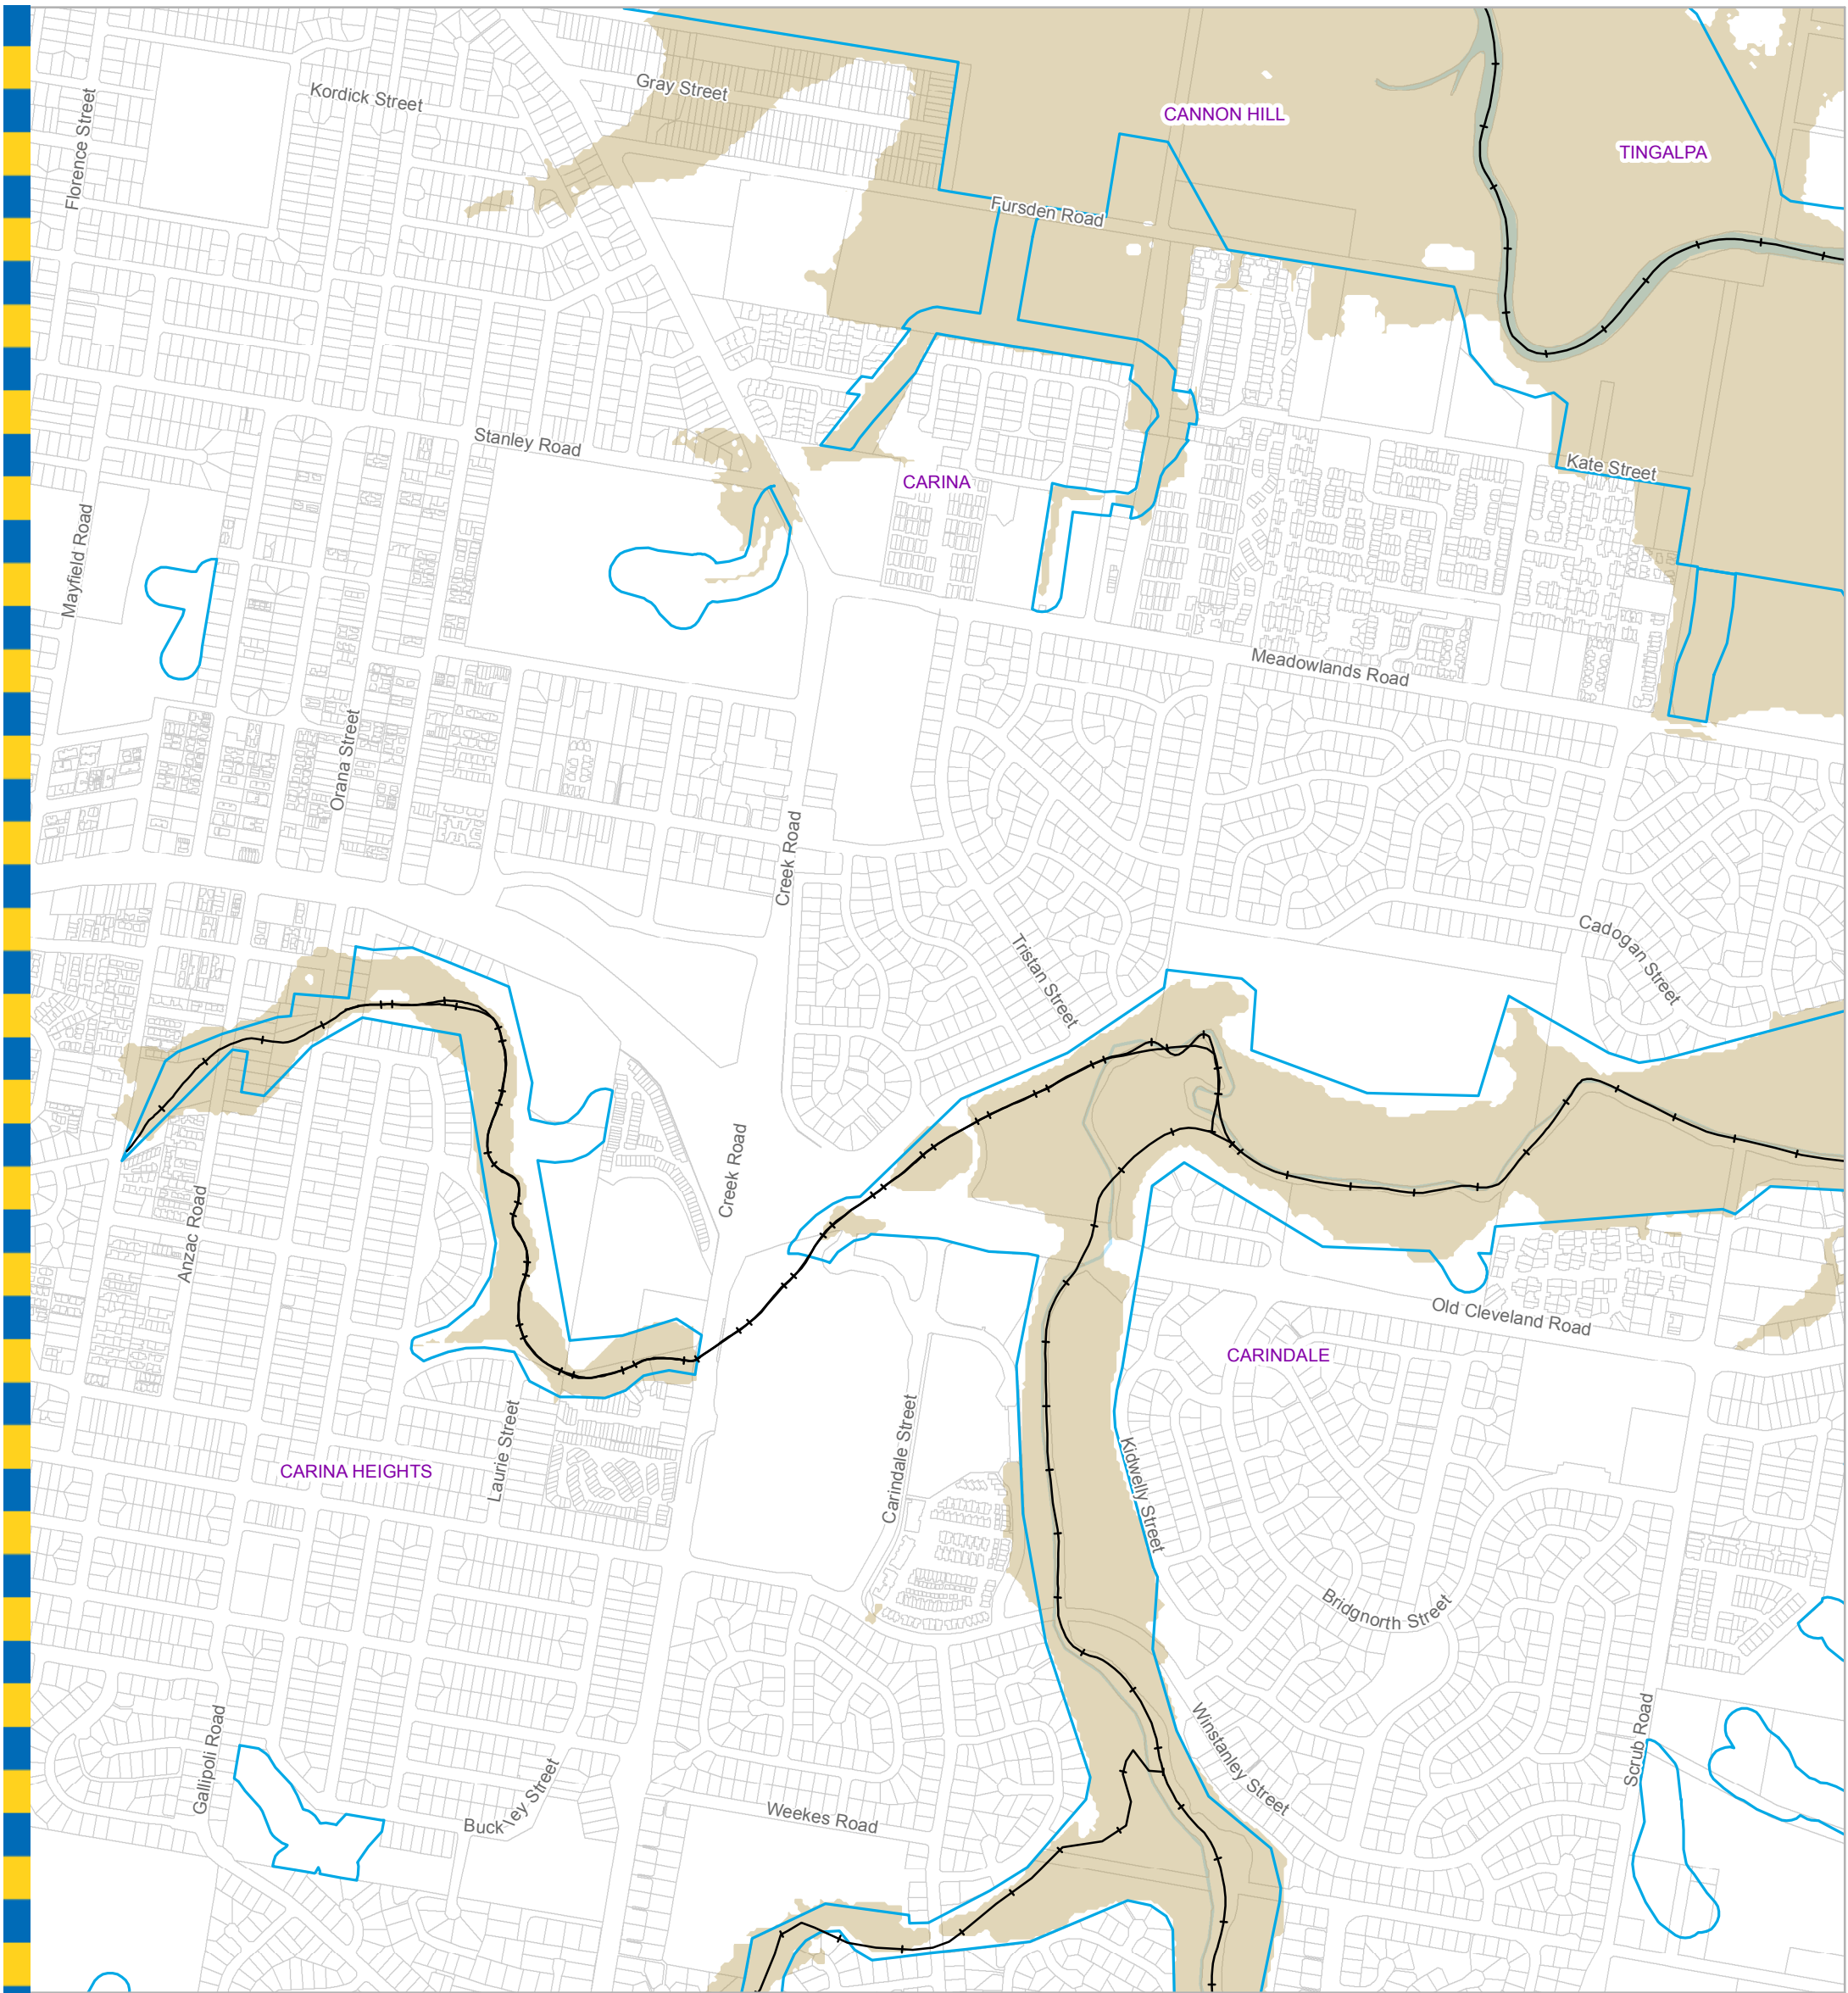 Kordick Street
Gray Street
Florence Street
CANNON HILL
TINGALPA
Fursden Road
Stanley Road
CARINA
Kate Street
Mayfield Road
Meadowlands Road
Orana Street
Creek Road
Tristan Street
Cadogan Street
Anzac Road
Creek Road
Old Cleveland Road
CARINDALE
Laurie Street
Carindale Street
Kidwelly Street
CARINA HEIGHTS
Bridgnorth Street
Gallipoli Road
Winstanley Street
Scrub Road
Buckley Street
Weekes Road